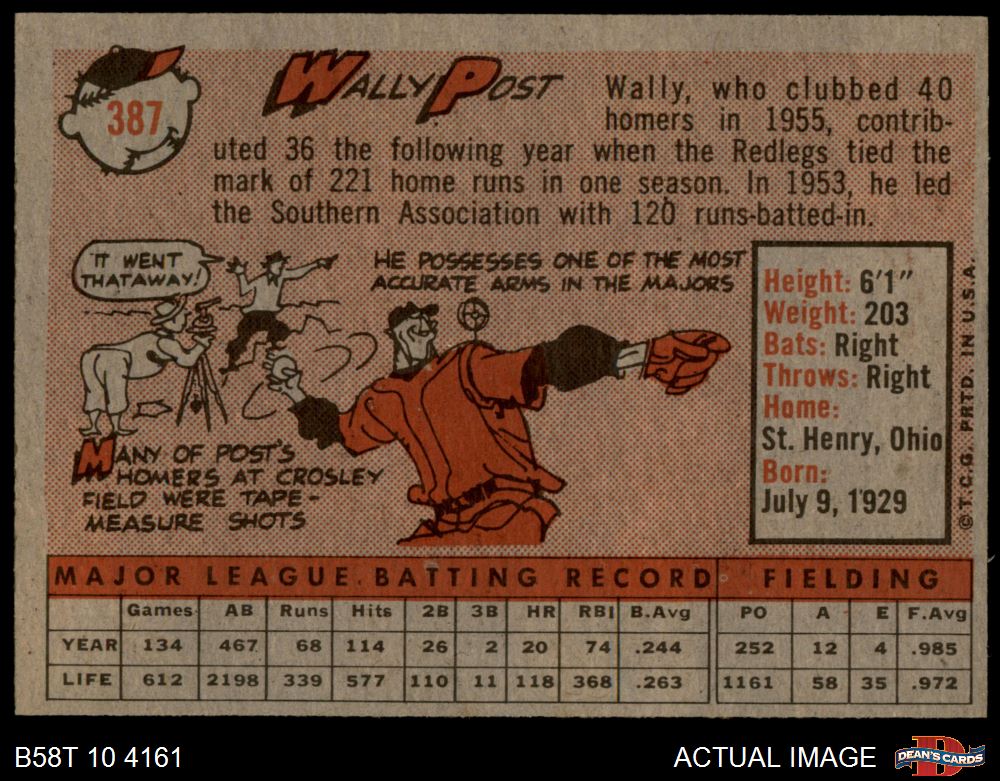 387
WALLY POST
Wally, who clubbed 40
homers in 1955, contrib-
uted 36 the following year when the Redlegs tied the
mark of 221 home runs in one season. In 1953, he led
the Southern Association with 120 runs-batted-in.
IT WENT
THATAWAY!
HE POSSESSES ONE OF THE MOST
ACCURATE ARMS IN THE MAJORS
MANY OF POST'S
HOMERS AT CROSLEY
FIELD WERE TAPE-
MEASURE SHOTS
Height: 6'1"
Weight: 203
Bats: Right
Throws: Right
Home:
St. Henry, Ohio
Born:
July 9, 1929
© T.C.G. PRTD. IN U.S.A.
MAJOR LEAGUE BATTING RECORD FIELDING
Games AB Runs Hits 2B 3B HR RBI B.Avg PO A E F.Avg
YEAR 134 467 68 114 26 2 20 74 .244 252 12 4 .985
LIFE 612 2198 339 577 110 11 118 368 .263 1161 58 35 .972
B58T 10 4161
ACTUAL IMAGE
DEAN'S CARDS